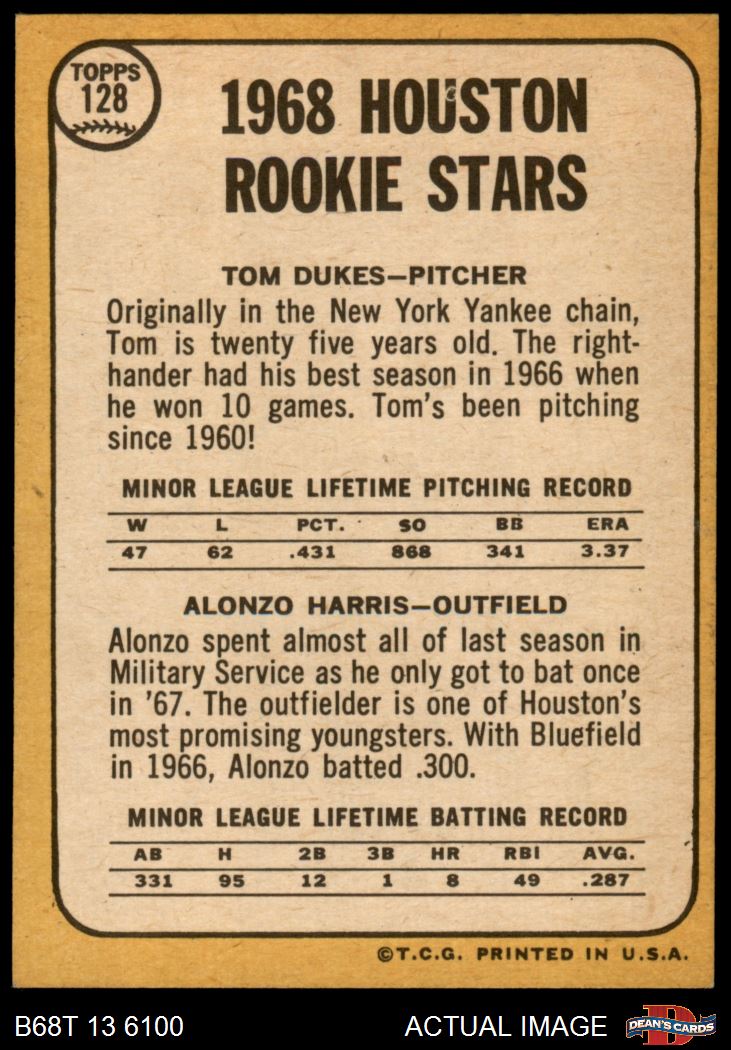 TOPPS
128
1968 HOUSTON
ROOKIE STARS
TOM DUKES—PITCHER
Originally in the New York Yankee chain,
Tom is twenty five years old. The right-
hander had his best season in 1966 when
he won 10 games. Tom's been pitching
since 1960!
MINOR LEAGUE LIFETIME PITCHING RECORD
W L PCT. SO BB ERA
47 62 .431 868 341 3.37
ALONZO HARRIS—OUTFIELD
Alonzo spent almost all of last season in
Military Service as he only got to bat once
in '67. The outfielder is one of Houston's
most promising youngsters. With Bluefield
in 1966, Alonzo batted .300.
MINOR LEAGUE LIFETIME BATTING RECORD
AB H 2B 3B HR RBI AVG.
331 95 12 1 8 49 .287
©T.C.G. PRINTED IN U.S.A.
B68T 13 6100
ACTUAL IMAGE
D
DEAN'S CARDS